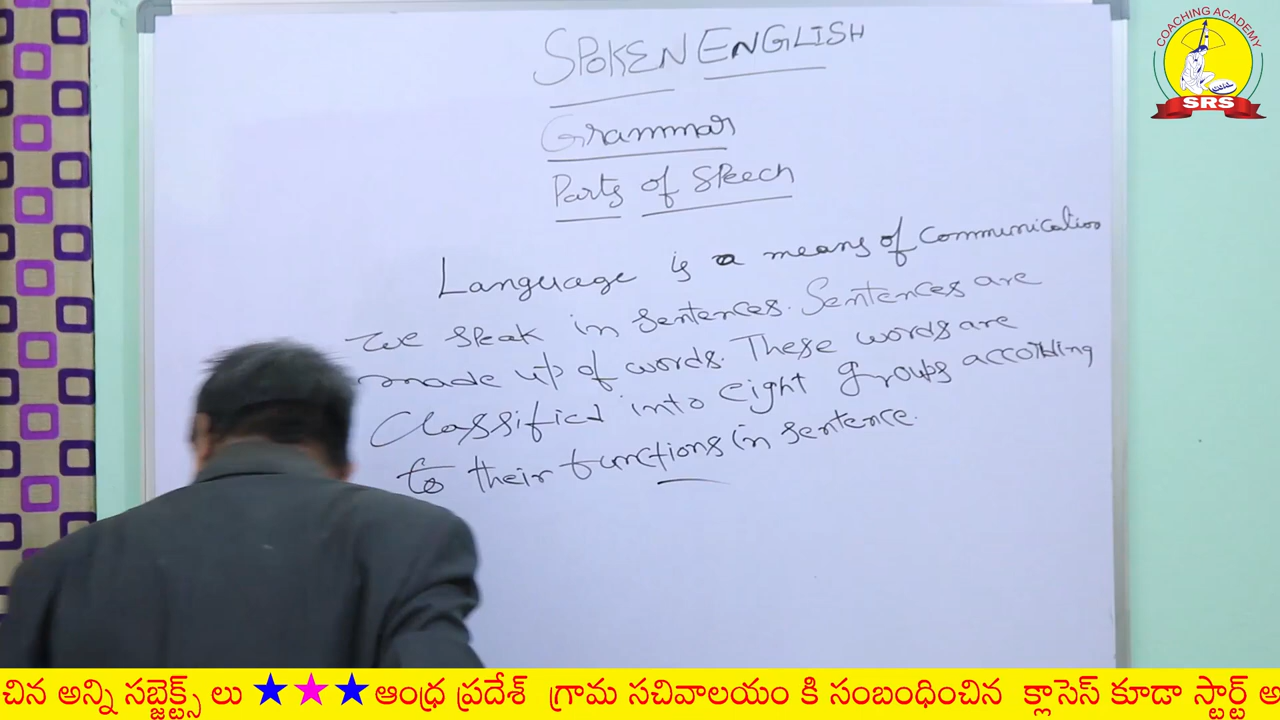 SPOKEN ENGLISH
Grammar
Parts of Speech
Language is a means of communication
we speak in sentences. Sentences are
made up of words. These words are
Classified into eight groups according
to their functions in sentence.
COACHING ACADEMY
SRS
చిన అన్ని సబ్జెక్ట్స్ లు ★★★ ఆంధ్ర ప్రదేశ్ గ్రామ సచివాలయం కి సంబంధించిన క్లాసెస్ కూడా స్టార్ట్ అ